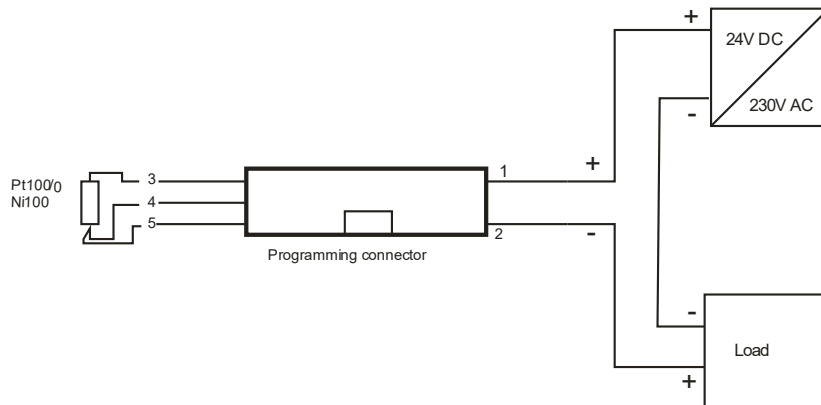 +
24V DC
230V AC
-
Pt100/0
Ni100
3
4
5
1
2
+
-
Programming connector
-
Load
+